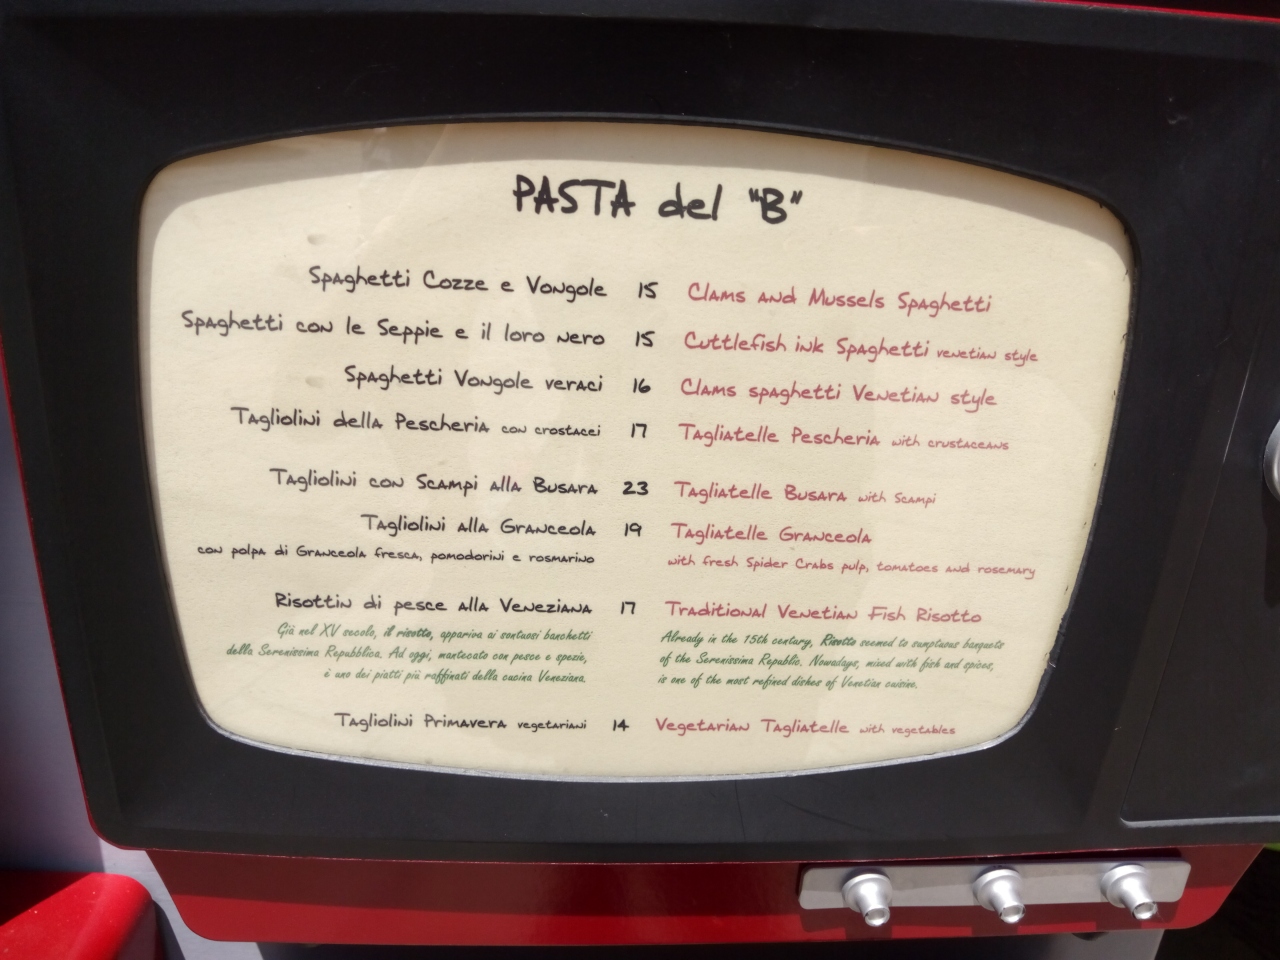 PASTA del "B"
Spaghetti Cozze e Vongole 15 Clams and Mussels Spaghetti
Spaghetti con le Seppie e il loro nero 15 Cuttlefish ink Spaghetti venetian style
Spaghetti Vongole veraci 16 Clams spaghetti Venetian style
Tagliolini della Pescheria con crostacei 17 Tagliatelle Pescheria with crustaceans
Tagliolini con Scampi alla Busara 23 Tagliatelle Busara with Scampi
Tagliolini alla Granceola 19 Tagliatelle Granceola
con polpa di Granceola fresca, pomodorini e rosmarino with fresh Spider Crabs pulp, tomatoes and rosemary
Risottin di pesce alla Veneziana 17 Traditional Venetian Fish Risotto
Già nel XV secolo, il risotto, appariva ai sontuosi banchetti Already in the 15th century, Risotto seemed to sumptuous banquets
della Serenissima Repubblica. Ad oggi, mantecato con pesce e spezie, of the Serenissima Republic. Nowadays, mixed with fish and spices,
è uno dei piatti più raffinati della cucina Veneziana. is one of the most refined dishes of Venetian cuisine.
Tagliolini Primavera vegetariani 14 Vegetarian Tagliatelle with vegetables